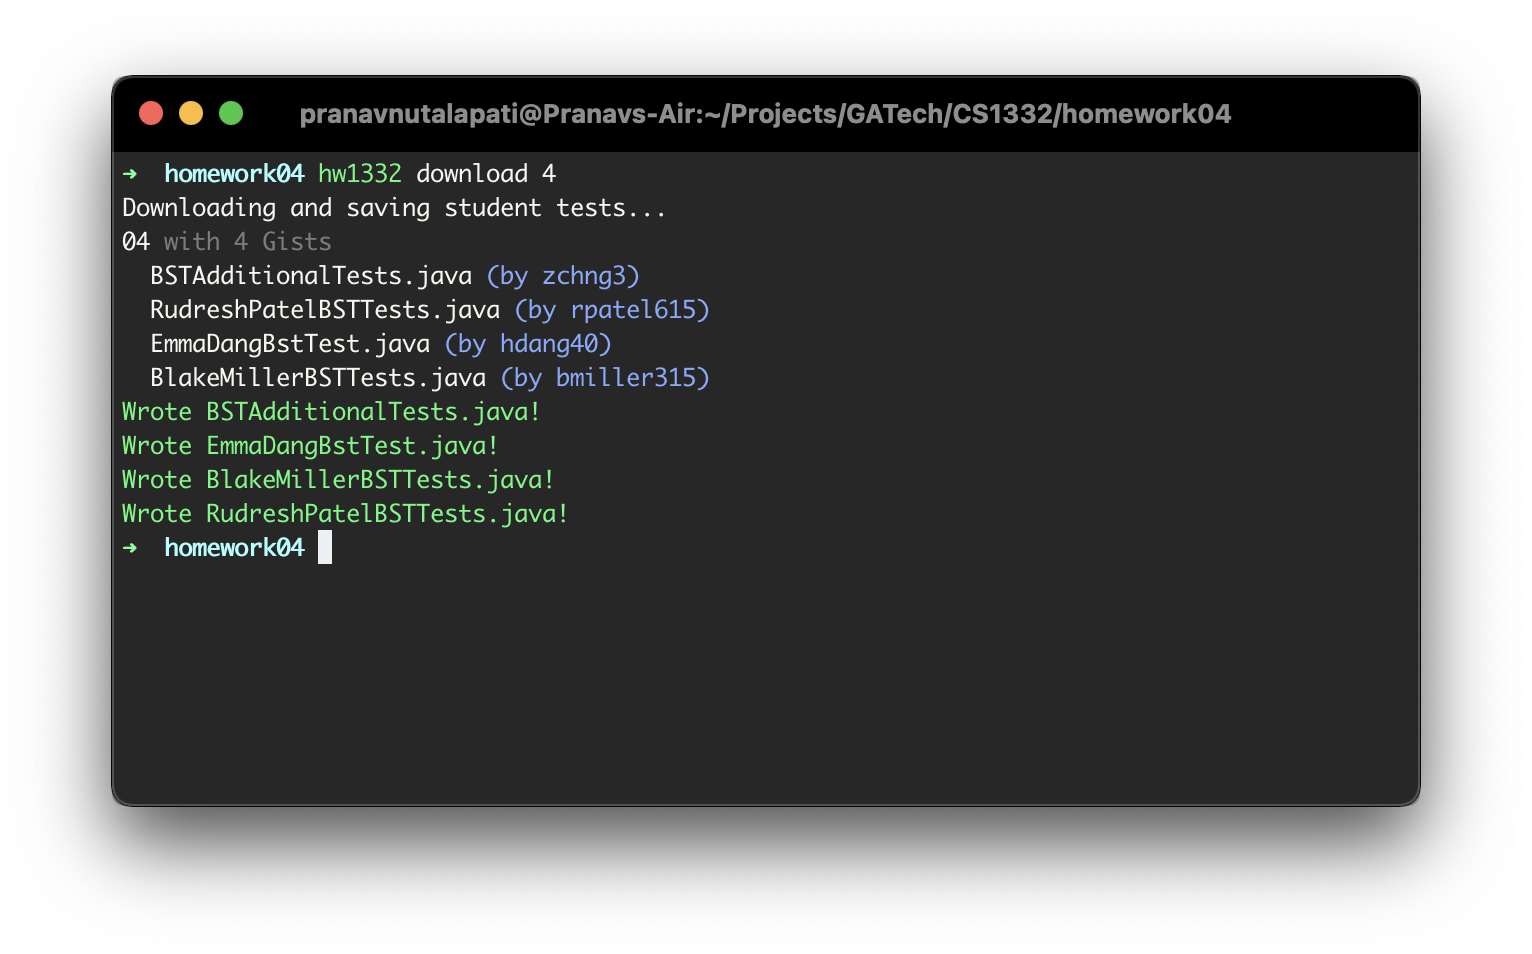 pranavnutalapati@Pranavs-Air:~/Projects/GATech/CS1332/homework04
➜  homework04 hw1332 download 4
Downloading and saving student tests...
04 with 4 Gists
  BSTAdditionalTests.java (by zchng3)
  RudreshPatelBSTTests.java (by rpatel615)
  EmmaDangBstTest.java (by hdang40)
  BlakeMillerBSTTests.java (by bmiller315)
Wrote BSTAdditionalTests.java!
Wrote EmmaDangBstTest.java!
Wrote BlakeMillerBSTTests.java!
Wrote RudreshPatelBSTTests.java!
➜  homework04